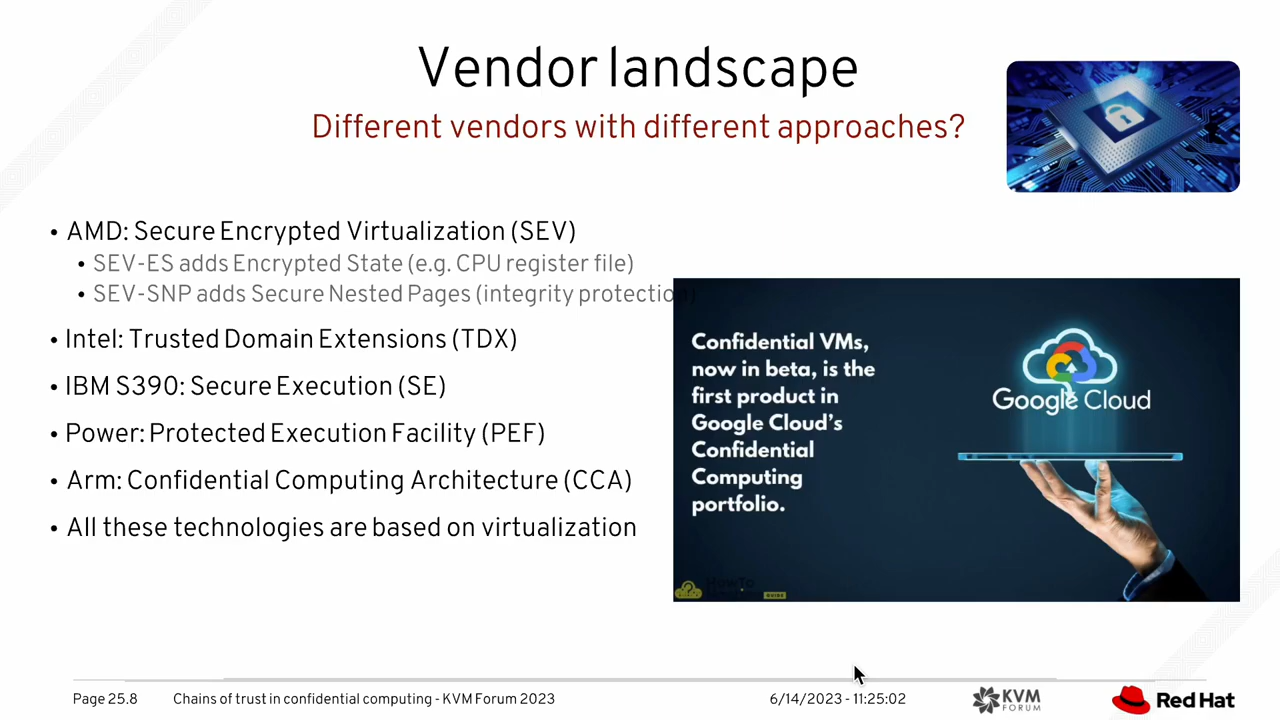 Vendor landscape
Different vendors with different approaches?
• AMD: Secure Encrypted Virtualization (SEV)
• SEV-ES adds Encrypted State (e.g. CPU register file)
• SEV-SNP adds Secure Nested Pages (integrity protection)
• Intel: Trusted Domain Extensions (TDX)
• IBM S390: Secure Execution (SE)
• Power: Protected Execution Facility (PEF)
• Arm: Confidential Computing Architecture (CCA)
• All these technologies are based on virtualization
Confidential VMs,
now in beta, is the
first product in
Google Cloud's
Confidential
Computing
portfolio.
Google Cloud
HowTo
GUIDE
Page 25.8 Chains of trust in confidential computing - KVM Forum 2023 6/14/2023 - 11:25:02
KVM
FORUM
Red Hat